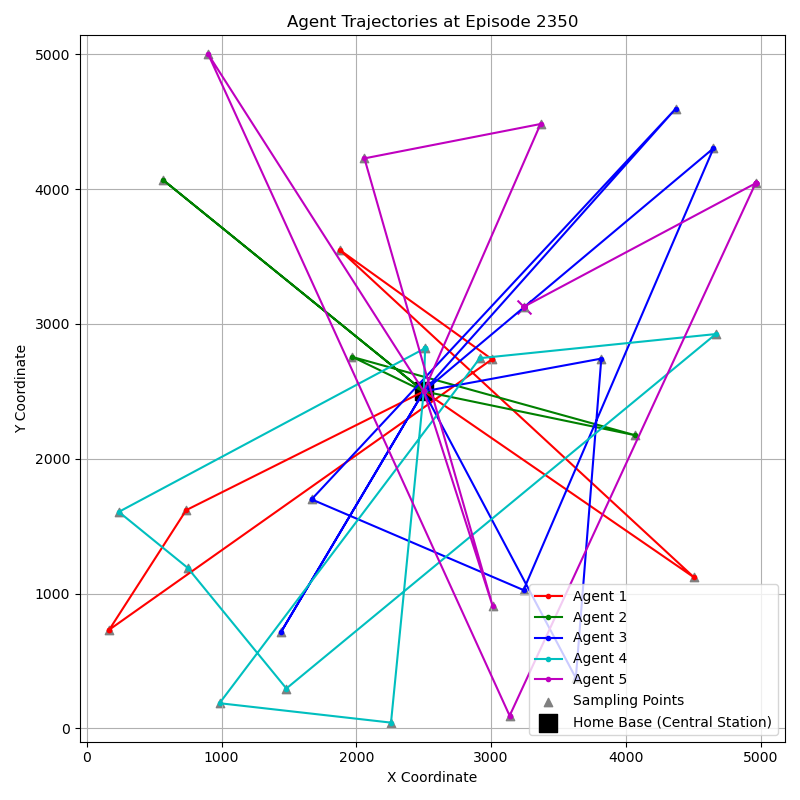 Agent Trajectories at Episode 2350
5000
4000
3000
2000
1000
0
Y Coordinate
0 1000 2000 3000 4000 5000
X Coordinate
Agent 1
Agent 2
Agent 3
Agent 4
Agent 5
Sampling Points
Home Base (Central Station)